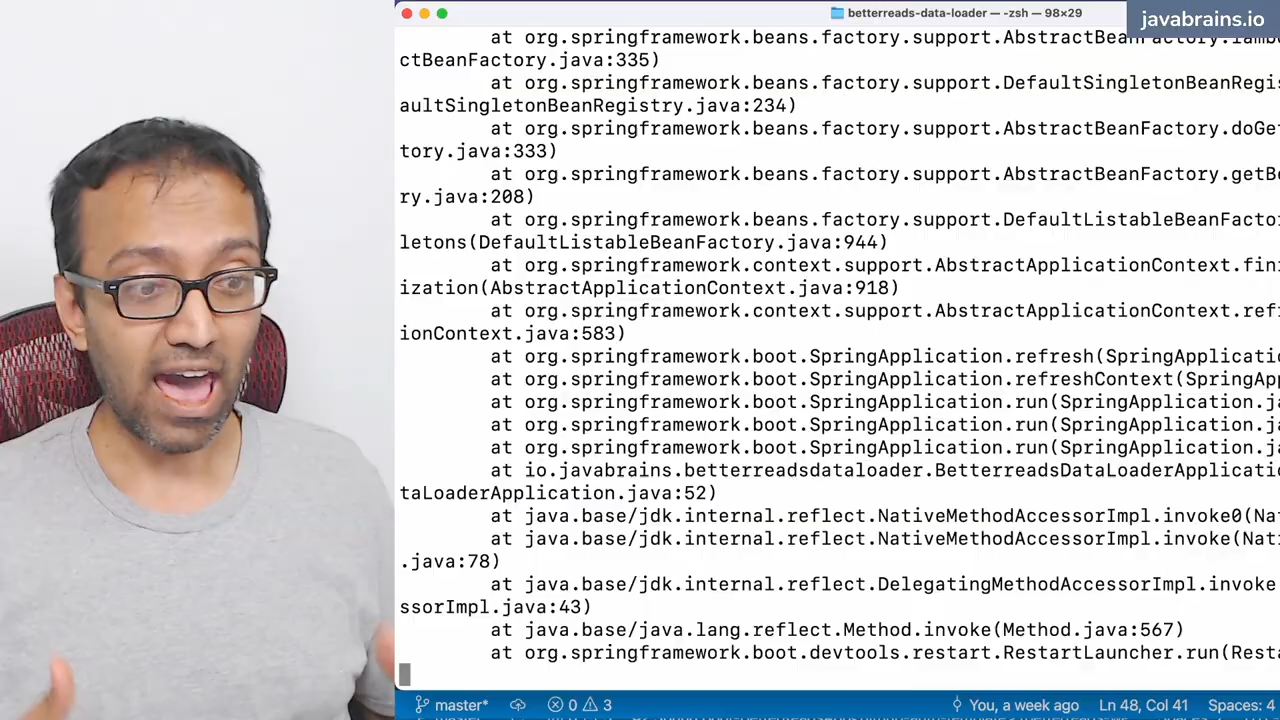 betterreads-data-loader — -zsh — 98×29
javabrains.io
at org.springframework.beans.factory.support.AbstractBeanFactory.lamb
ctBeanFactory.java:335)
at org.springframework.beans.factory.support.DefaultSingletonBeanRegis
aultSingletonBeanRegistry.java:234)
at org.springframework.beans.factory.support.AbstractBeanFactory.doGe
tory.java:333)
at org.springframework.beans.factory.support.AbstractBeanFactory.getBe
ry.java:208)
at org.springframework.beans.factory.support.DefaultListableBeanFacto
letons(DefaultListableBeanFactory.java:944)
at org.springframework.context.support.AbstractApplicationContext.fini
ization(AbstractApplicationContext.java:918)
at org.springframework.context.support.AbstractApplicationContext.refr
ionContext.java:583)
at org.springframework.boot.SpringApplication.refresh(SpringApplicatio
at org.springframework.boot.SpringApplication.refreshContext(SpringApp
at org.springframework.boot.SpringApplication.run(SpringApplication.ja
at org.springframework.boot.SpringApplication.run(SpringApplication.ja
at org.springframework.boot.SpringApplication.run(SpringApplication.ja
at io.javabrains.betterreadsdataloader.BetterreadsDataLoaderApplicatio
taLoaderApplication.java:52)
at java.base/jdk.internal.reflect.NativeMethodAccessorImpl.invoke0(Nat
at java.base/jdk.internal.reflect.NativeMethodAccessorImpl.invoke(Nati
.java:78)
at java.base/jdk.internal.reflect.DelegatingMethodAccessorImpl.invoke
ssorImpl.java:43)
at java.base/java.lang.reflect.Method.invoke(Method.java:567)
at org.springframework.boot.devtools.restart.RestartLauncher.run(Resta
master* 0 3 You, a week ago Ln 48, Col 41 Spaces: 4